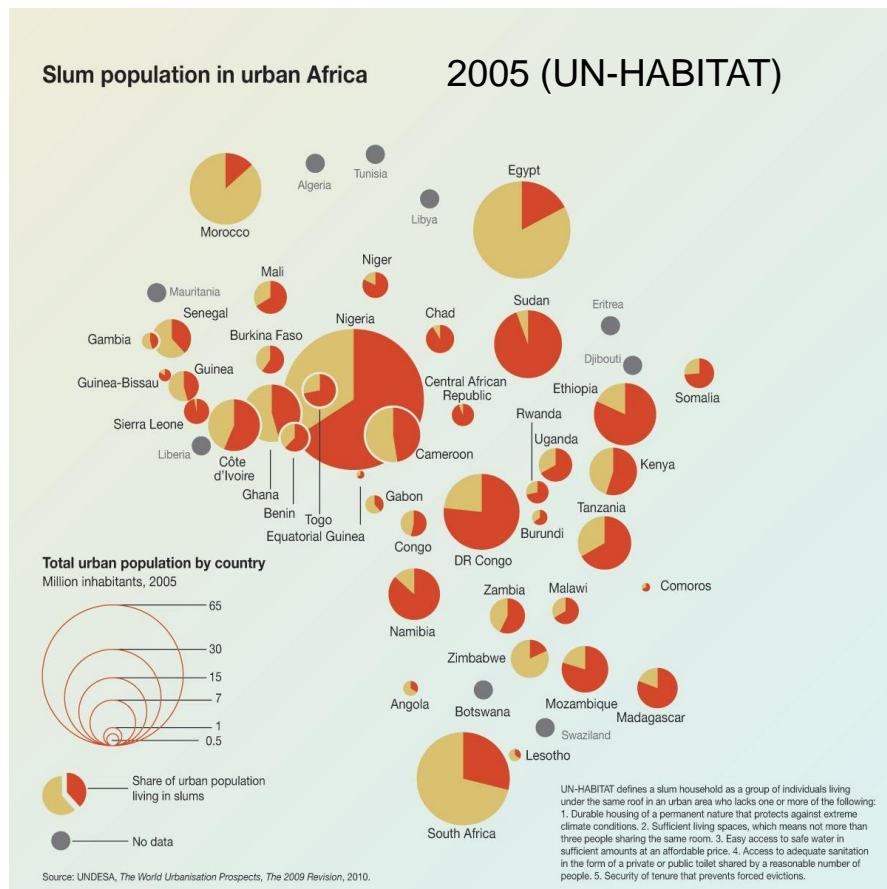 Slum population in urban Africa
2005 (UN-HABITAT)
Algeria
Tunisia
Libya
Egypt
Morocco
Niger
Mali
Mauritania
Senegal
Gambia
Burkina Faso
Nigeria
Chad
Sudan
Eritrea
Djibouti
Guinea
Guinea-Bissau
Central African
Republic
Ethiopia
Somalia
Sierra Leone
Rwanda
Uganda
Liberia
Côte
d'Ivoire
Cameroon
Kenya
Ghana
Benin
Togo
Equatorial Guinea
Gabon
Congo
DR Congo
Burundi
Tanzania
Total urban population by country
Million inhabitants, 2005
65
30
15
7
1
0.5
Namibia
Zambia
Malawi
Comoros
Zimbabwe
Angola
Botswana
Mozambique
Madagascar
Swaziland
Lesotho
South Africa
Share of urban population
living in slums
No data
UN-HABITAT defines a slum household as a group of individuals living
under the same roof in an urban area who lacks one or more of the following:
1. Durable housing of a permanent nature that protects against extreme
climate conditions. 2. Sufficient living spaces, which means not more than
three people sharing the same room. 3. Easy access to safe water in
sufficient amounts at an affordable price. 4. Access to adequate sanitation
in the form of a private or public toilet shared by a reasonable number of
people. 5. Security of tenure that prevents forced evictions.
Source: UNDESA, The World Urbanisation Prospects, The 2009 Revision, 2010.